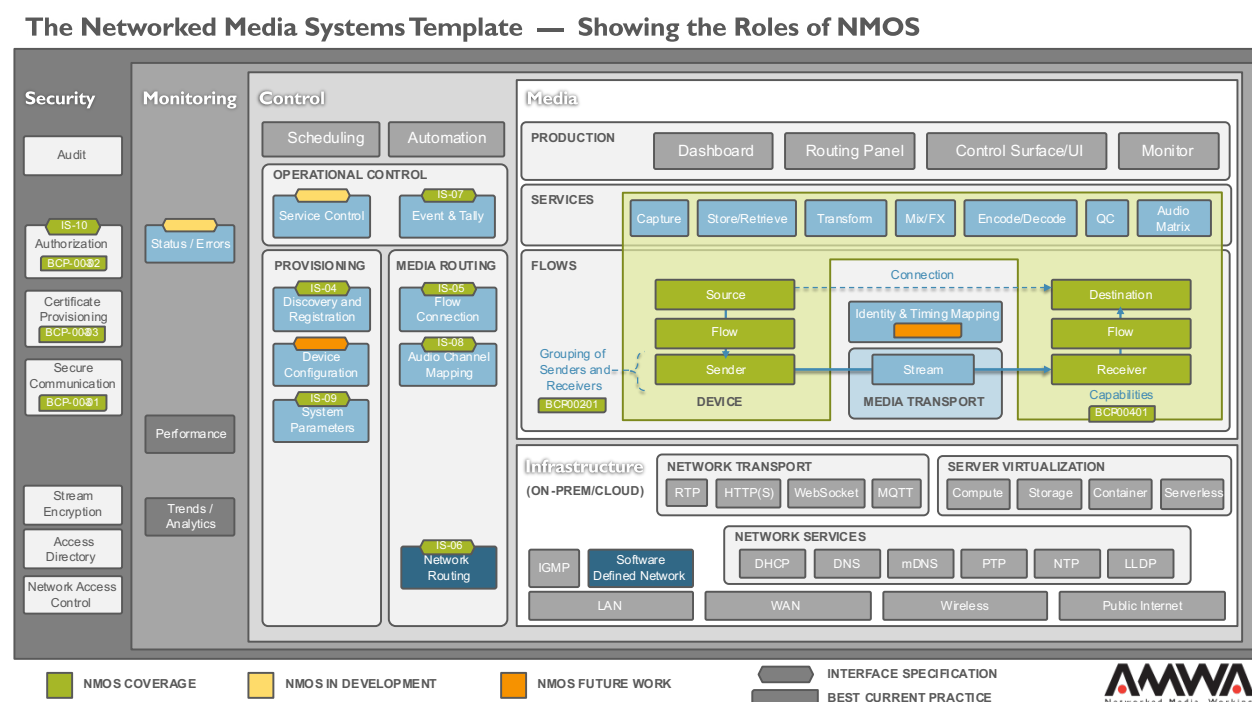 The Networked Media Systems Template — Showing the Roles of NMOS
Security
Audit
IS-10
Authorization
Certificate
Provisioning
Secure
Communication
Stream
Encryption
Access
Directory
Network Access
Control
Monitoring
Status / Errors
Performance
Trends /
Analytics
Control
Scheduling
Automation
OPERATIONAL CONTROL
Service Control
IS-07
Event & Tally
PROVISIONING
IS-04
Discovery and
Registration
Device
Configuration
IS-09
System
Parameters
MEDIA ROUTING
IS-05
Flow
Connection
IS-08
Audio Channel
Mapping
IS-06
Network
Routing
Media
PRODUCTION
Dashboard
Routing Panel
Control Surface/UI
Monitor
SERVICES
Capture
Store/Retrieve
Transform
Mix/FX
Encode/Decode
QC
Audio
Matrix
FLOWS
Source
Flow
Sender
DEVICE
Grouping of
Senders and
Receivers
Connection
Identity & Timing Mapping
Stream
MEDIA TRANSPORT
Destination
Flow
Receiver
Capabilities
Infrastructure
(ON-PREM/CLOUD)
NETWORK TRANSPORT
RTP
HTTP(S)
WebSocket
MQTT
SERVER VIRTUALIZATION
Compute
Storage
Container
Serverless
NETWORK SERVICES
DHCP
DNS
mDNS
PTP
NTP
LLDP
IGMP
Software
Defined Network
LAN
WAN
Wireless
Public Internet
NMOS COVERAGE
NMOS IN DEVELOPMENT
NMOS FUTURE WORK
INTERFACE SPECIFICATION
BEST CURRENT PRACTICE
AMWA